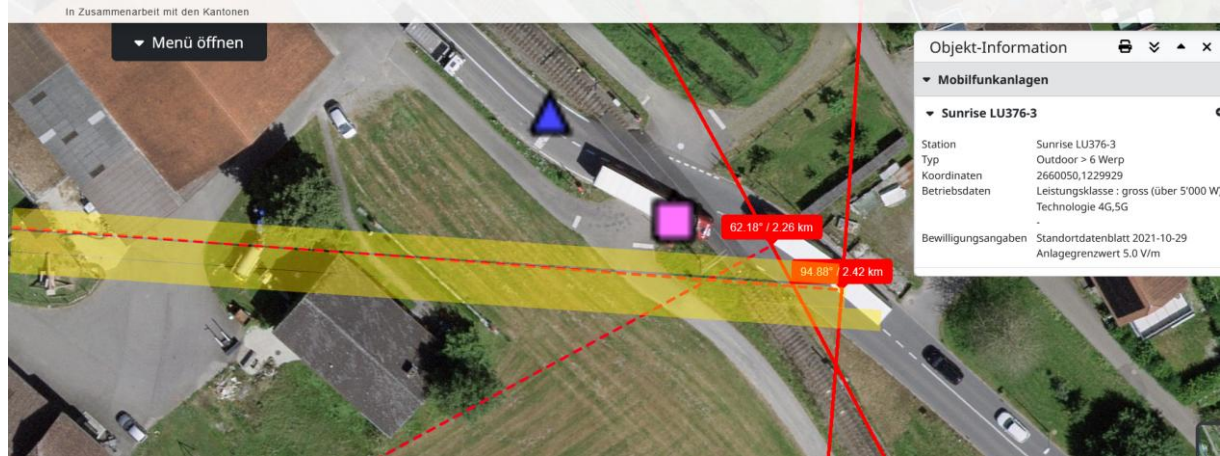 In Zusammenarbeit mit den Kantonen
Menü öffnen
62.18° / 2.26 km
94.88° / 2.42 km
Objekt-Information
Mobilfunkanlagen
Sunrise LU376-3
Station Sunrise LU376-3
Typ Outdoor > 6 Werp
Koordinaten 2660050,1229929
Betriebsdaten Leistungsklasse : gross (über 5'000 W)
Technologie 4G,5G
-
Bewilligungsangaben Standortdatenblatt 2021-10-29
Anlagegrenzwert 5.0 V/m